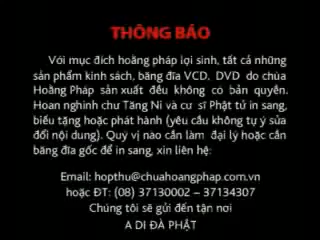 THÔNG BÁO
Với mục đích hoằng pháp lợi sinh, tất cả những
sản phẩm kinh sách, băng đĩa VCD, DVD do chùa
Hoằng Pháp sản xuất đều không có bản quyền.
Hoan nghinh chư Tăng Ni và cư sĩ Phật tử in sang,
biếu tặng hoặc phát hành (yêu cầu không tự ý sửa
đổi nội dung). Quý vị nào cần làm đại lý hoặc cần
băng đĩa gốc để in sang, xin liên hệ:
Email: hopthu@chuahoangphap.com.vn
hoặc ĐT: (08) 37130002 – 37134307
Chúng tôi sẽ gửi đến tận nơi
A DI ĐÀ PHẬT